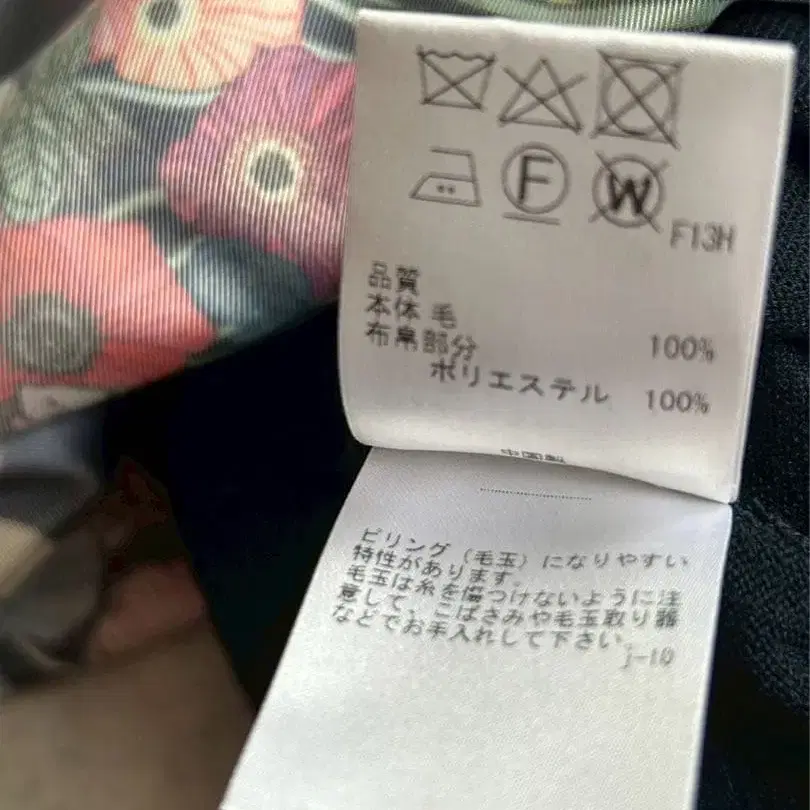 F
W
F13H
品質
本体 毛 100%
布帛部分
ポリエステル 100%
中国製
ピリング(毛玉)になりやすい
特性があります。
毛玉は糸を傷つけないように注
意して、こばさみや毛玉取り器
などでお手入れして下さい。
j-10